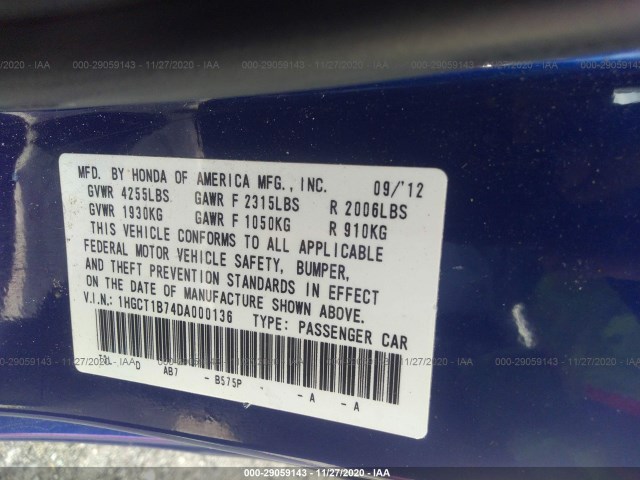 000-29059143 - 11/27/2020 - IAA
MFD. BY HONDA OF AMERICA MFG., INC. 09/'12
GVWR 4255LBS GAWR F 2315LBS R 2006LBS
GVWR 1930KG GAWR F 1050KG R 910KG
THIS VEHICLE CONFORMS TO ALL APPLICABLE
FEDERAL MOTOR VEHICLE SAFETY, BUMPER,
AND THEFT PREVENTION STANDARDS IN EFFECT
ON THE DATE OF MANUFACTURE SHOWN ABOVE.
V.I.N.: 1HGCT1B74DA000136 TYPE: PASSENGER CAR
D AB7 - BS75P - A - A
000-29059143 - 11/27/2020 - IAA